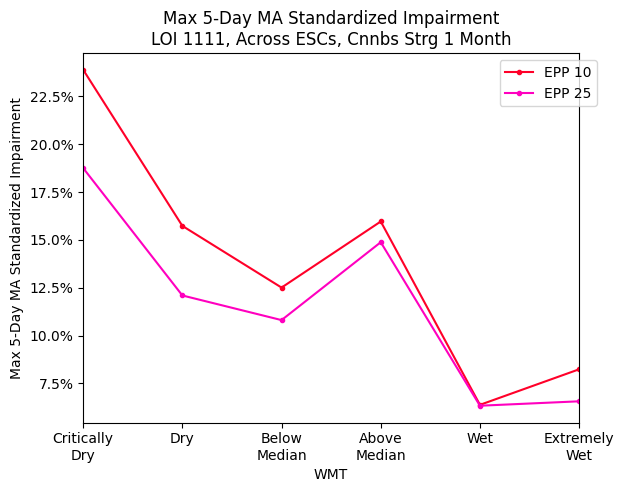 Max 5-Day MA Standardized Impairment
LOI 1111, Across ESCs, Cnnbs Strg 1 Month
EPP 10
EPP 25
Max 5-Day MA Standardized Impairment
22.5%
20.0%
17.5%
15.0%
12.5%
10.0%
7.5%
Critically
Dry
Dry
Below
Median
Above
Median
Wet
Extremely
Wet
WMT